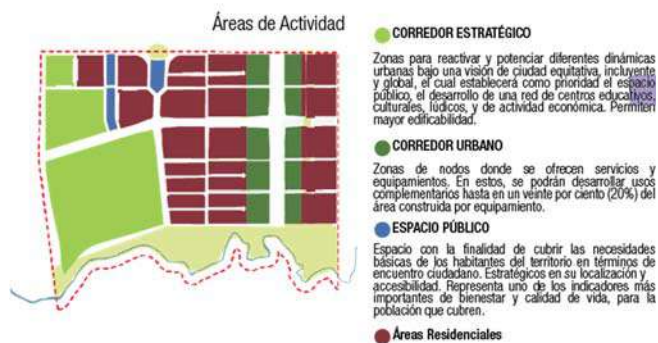 Áreas de Actividad
CORREDOR ESTRATÉGICO
Zonas para reactivar y potenciar diferentes dinámicas
urbanas bajo una visión de ciudad equitativa, incluyente
y global, el cual establecerá como prioridad el espacio
público, el desarrollo de una red de centros educativos,
culturales, lúdicos, y de actividad económica. Permiten
mayor edificabilidad.
CORREDOR URBANO
Zonas de nodos donde se ofrecen servicios y
equipamientos. En estos, se podrán desarrollar usos
complementarios hasta en un veinte por ciento (20%) del
área construida por equipamiento.
ESPACIO PÚBLICO
Espacio con la finalidad de cubrir las necesidades
básicas de los habitantes del territorio en términos de
encuentro ciudadano. Estratégicos en su localización y
accesibilidad. Representa uno de los indicadores más
importantes de bienestar y calidad de vida, para la
población que cubren.
Áreas Residenciales